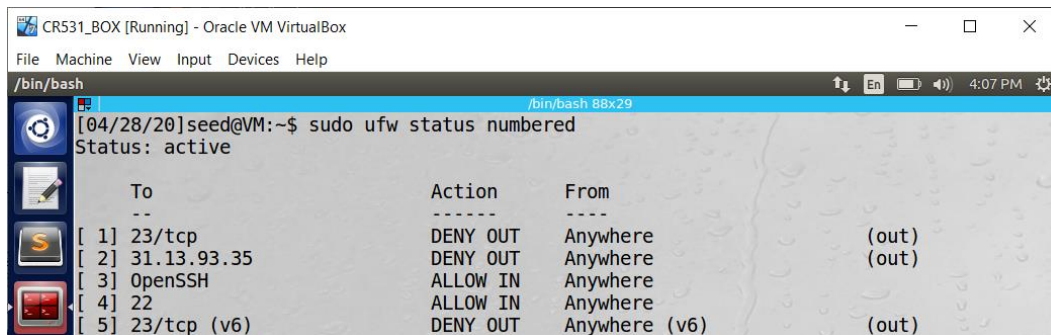 CR531_BOX [Running] - Oracle VM VirtualBox
File Machine View Input Devices Help
/bin/bash En 4:07 PM
/bin/bash 88x29
[04/28/20]seed@VM:~$ sudo ufw status numbered
Status: active
To Action From
-- ------ ----
[ 1] 23/tcp DENY OUT Anywhere (out)
[ 2] 31.13.93.35 DENY OUT Anywhere (out)
[ 3] OpenSSH ALLOW IN Anywhere
[ 4] 22 ALLOW IN Anywhere
[ 5] 23/tcp (v6) DENY OUT Anywhere (v6) (out)